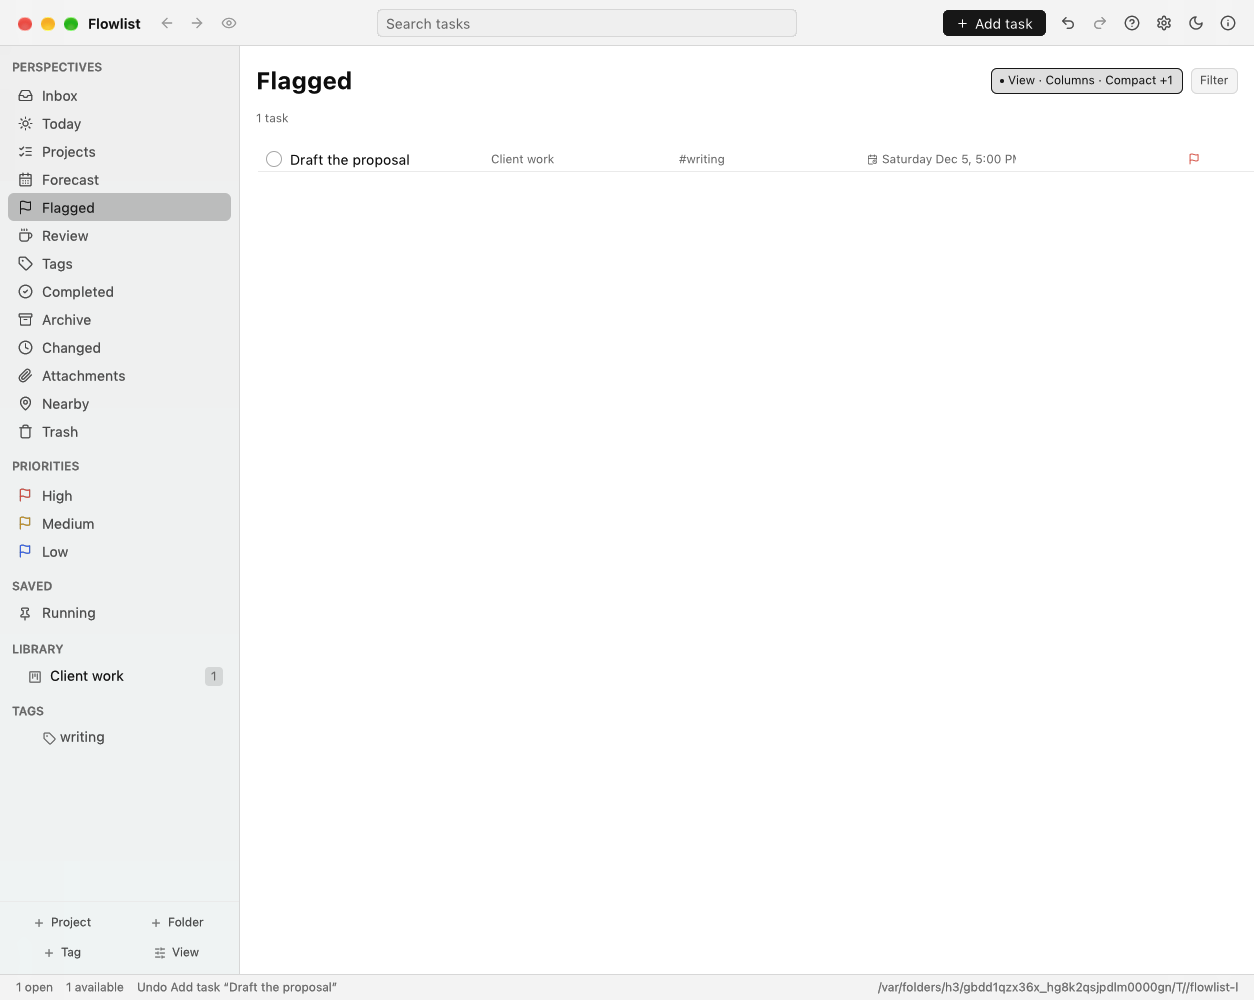 Flowlist
Search tasks
Add task
PERSPECTIVES
Inbox
Today
Projects
Forecast
Flagged
Review
Tags
Completed
Archive
Changed
Attachments
Nearby
Trash
PRIORITIES
High
Medium
Low
SAVED
Running
LIBRARY
Client work 1
TAGS
writing
Project
Folder
Tag
View
Flagged
• View · Columns · Compact +1
Filter
1 task
Draft the proposal Client work #writing Saturday Dec 5, 5:00 PM
1 open 1 available Undo Add task “Draft the proposal” /var/folders/h3/gbdd1qzx36x_hg8k2qsjpdlm0000gn/T//flowlist-l